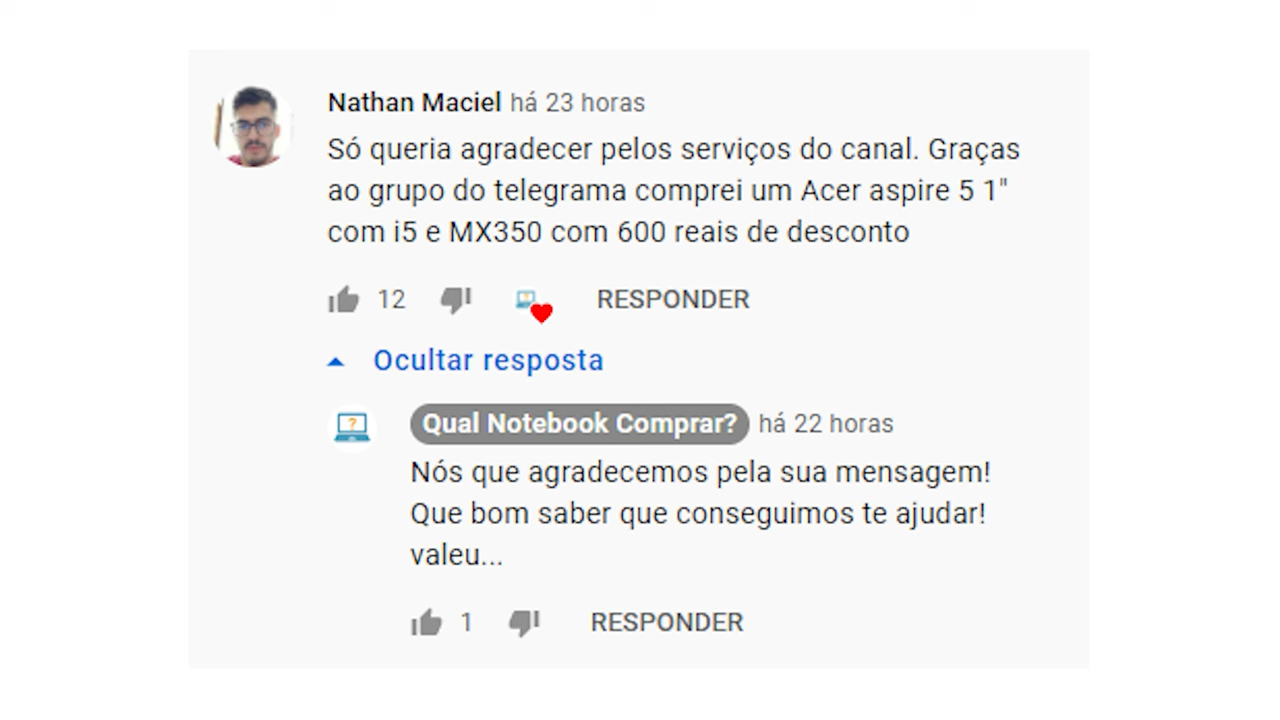 Nathan Maciel há 23 horas
Só queria agradecer pelos serviços do canal. Graças
ao grupo do telegrama comprei um Acer aspire 5 1"
com i5 e MX350 com 600 reais de desconto
12 RESPONDER
Ocultar resposta
Qual Notebook Comprar? há 22 horas
Nós que agradecemos pela sua mensagem!
Que bom saber que conseguimos te ajudar!
valeu...
1 RESPONDER